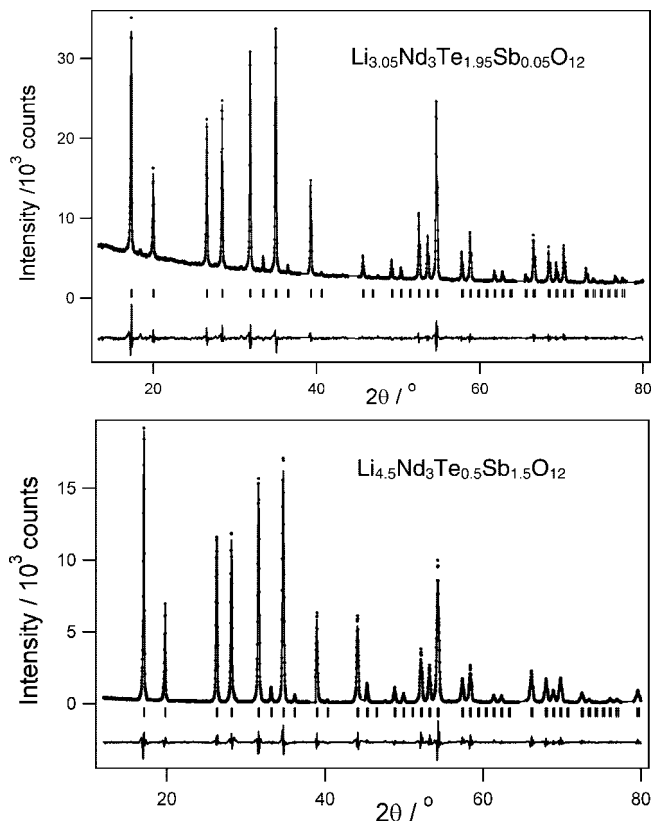 Li₃.₀₅Nd₃Te₁.₉₅Sb₀.₀₅O₁₂
Intensity /10³ counts
30
20
10
0
20
40
60
80
2θ / °
Li₄.₅Nd₃Te₀.₅Sb₁.₅O₁₂
Intensity / 10³ counts
15
10
5
0
20
40
60
80
2θ / °